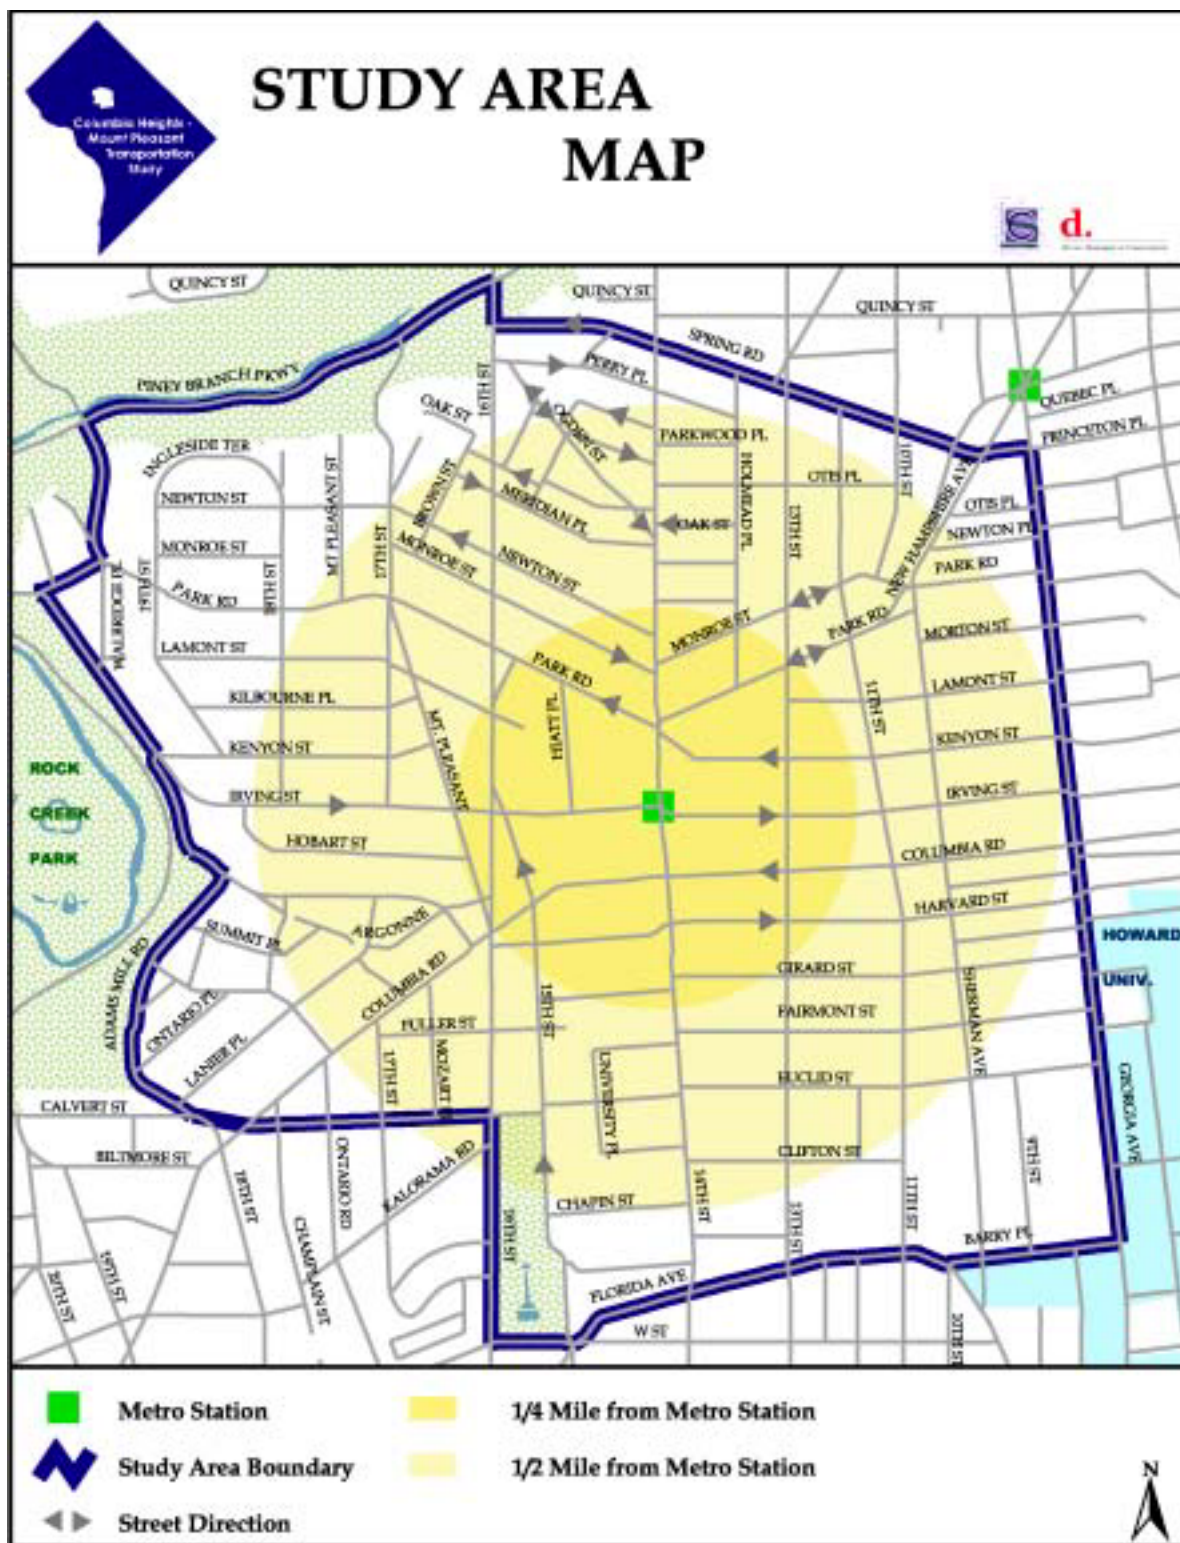 Columbia Heights -
Mount Pleasant
Transportation
Study
STUDY AREA
MAP
d.
QUINCY ST
QUINCY ST
QUINCY ST
PINEY BRANCH PKWY
16TH ST
SPRING RD
PERRY PL
QUEBEC PL
OAK ST
OGDEN ST
PARKWOOD PL
PRINCETON PL
INGLESIDE TER
MT PLEASANT ST
BROWN ST
HOLMEAD PL
10TH ST
NEWTON ST
17TH ST
MERIDIAN PL
OAK ST
13TH ST
OTIS PL
NEW HAMPSHIRE AVE
OTIS PL
NEWTON PL
MONROE ST
MONROE ST
NEWTON ST
WALBRIDGE PL
19TH ST
18TH ST
PARK RD
PARK RD
MONROE ST
PARK RD
MORTON ST
LAMONT ST
PARK RD
11TH ST
LAMONT ST
KILBOURNE PL
HIATT PL
MT. PLEASANT
KENYON ST
KENYON ST
ROCK
CREEK
PARK
IRVING ST
IRVING ST
HOBART ST
COLUMBIA RD
HARVARD ST
SUMMIT PL
ARGONNE
HOWARD
UNIV.
ADAMS MILL RD
COLUMBIA RD
GIRARD ST
SHERMAN AVE
ONTARIO PL
LANIER PL
15TH ST
FULLER ST
FAIRMONT ST
17TH ST
MOZART
UNIVERSITY PL
EUCLID ST
GEORGIA AVE
CALVERT ST
BILTMORE ST
ONTARIO RD
KALORAMA RD
CLIFTON ST
9TH ST
18TH ST
CHAPIN ST
14TH ST
11TH ST
CHAMPLAIN ST
16TH ST
13TH ST
BARRY PL
20TH ST
19TH ST
FLORIDA AVE
W ST
10TH ST
Metro Station
1/4 Mile from Metro Station
Study Area Boundary
1/2 Mile from Metro Station
Street Direction
N